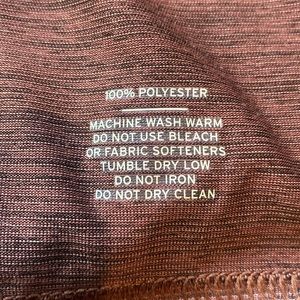 100% POLYESTER
MACHINE WASH WARM
DO NOT USE BLEACH
OR FABRIC SOFTENERS
TUMBLE DRY LOW
DO NOT IRON
DO NOT DRY CLEAN